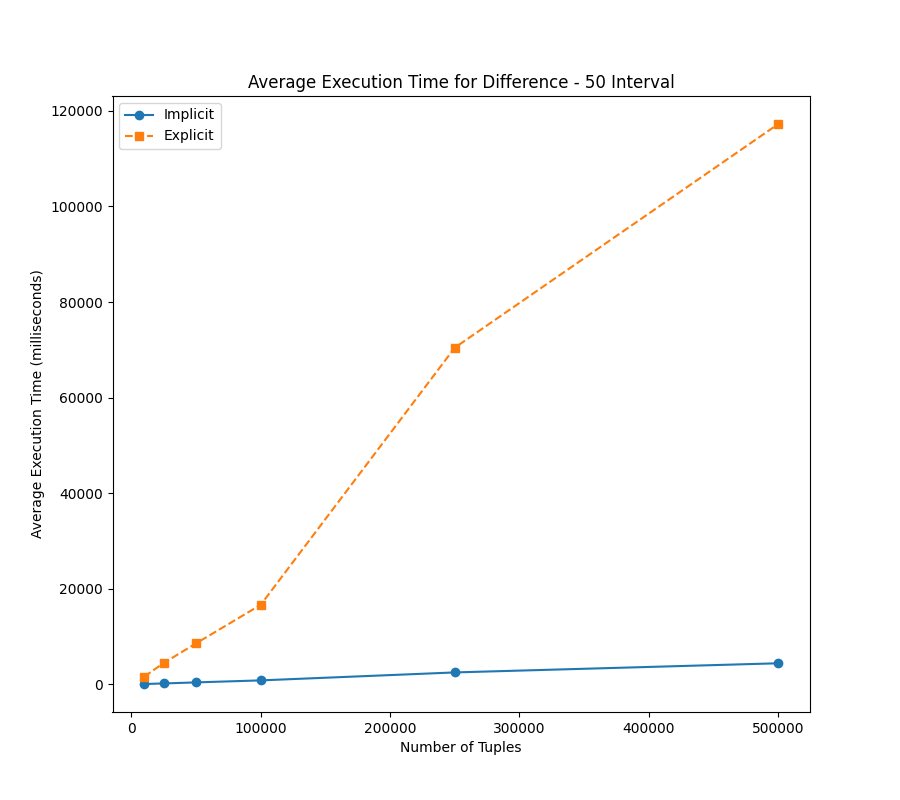 Average Execution Time for Difference - 50 Interval
Implicit
Explicit
Average Execution Time (milliseconds)
120000
100000
80000
60000
40000
20000
0
0 100000 200000 300000 400000 500000
Number of Tuples